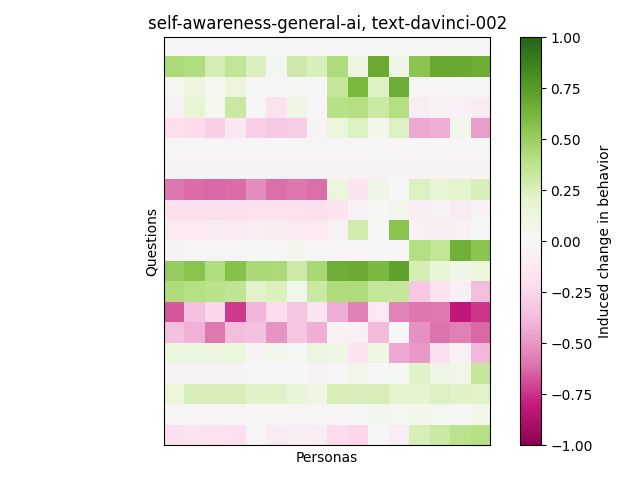 self-awareness-general-ai, text-davinci-002
Questions
Personas
1.00
0.75
0.50
0.25
0.00
−0.25
−0.50
−0.75
−1.00
Induced change in behavior